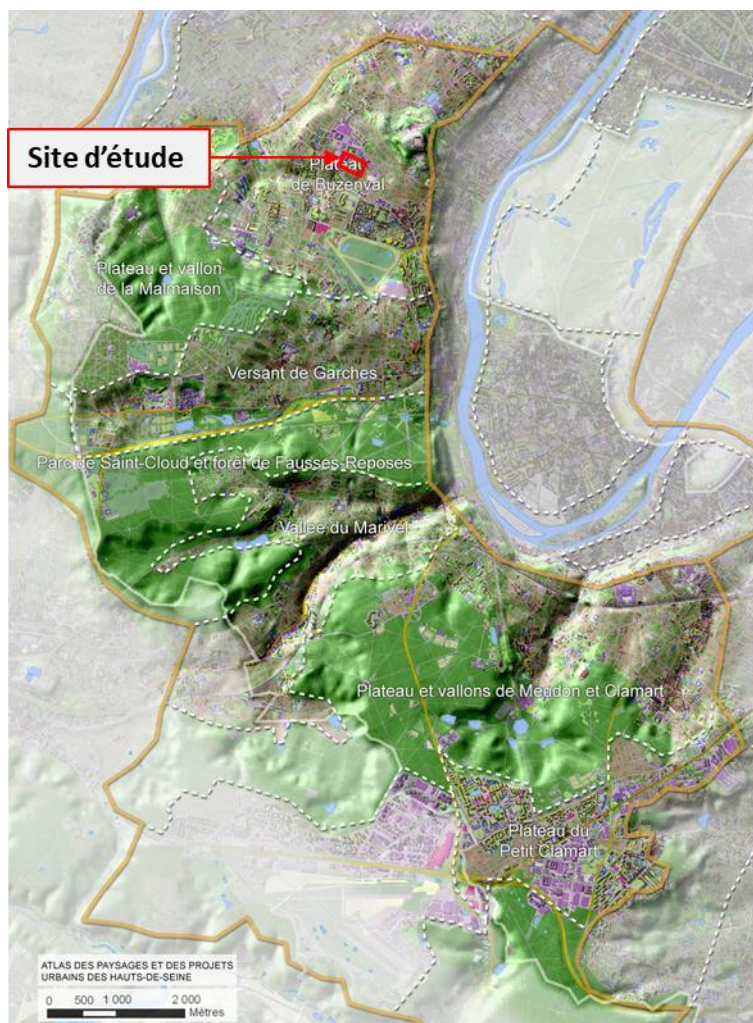 Site d'étude
Plateau
de Buzenval
Plateau et vallon
de la Malmaison
Versant de Garches
Parc de Saint-Cloud et forêt de Fausses-Reposes
Vallée du Marivel
Plateau et vallons de Meudon et Clamart
Plateau du
Petit Clamart
ATLAS DES PAYSAGES ET DES PROJETS
URBAINS DES HAUTS-DE-SEINE
0 500 1 000 2 000
Mètres